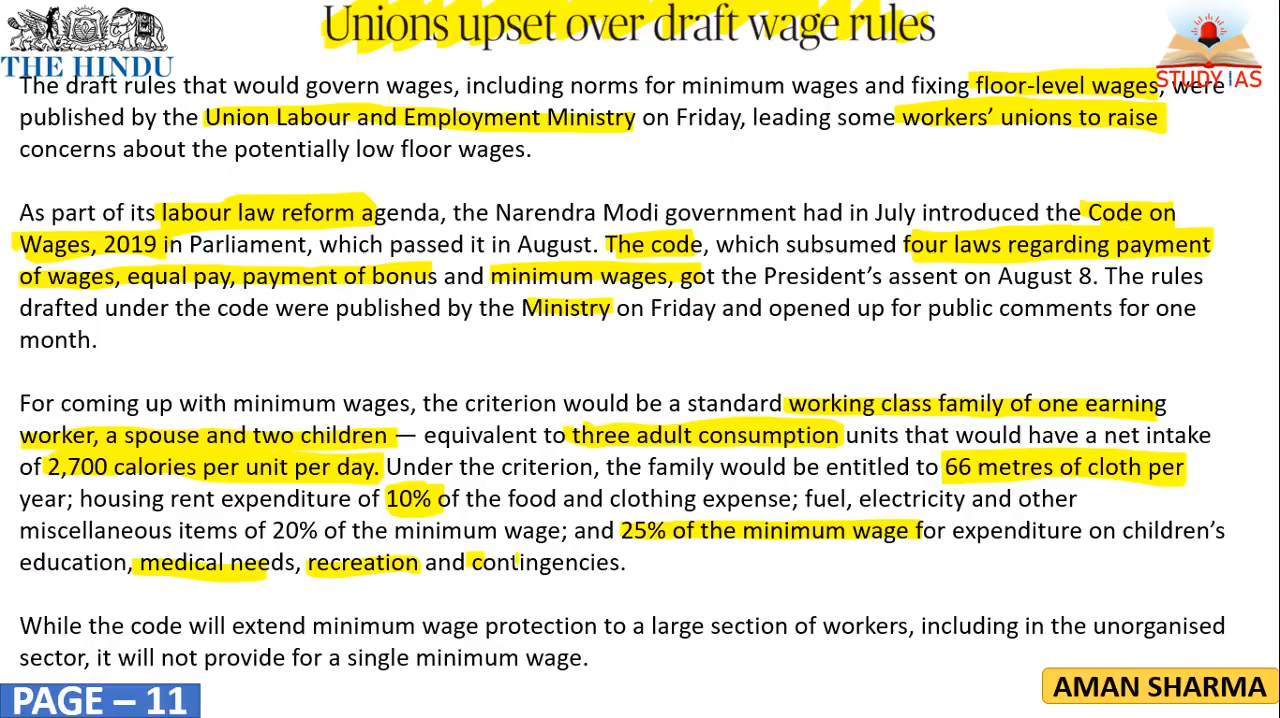 Unions upset over draft wage rules
THE HINDU
STUDY IAS
The draft rules that would govern wages, including norms for minimum wages and fixing floor-level wages, were
published by the Union Labour and Employment Ministry on Friday, leading some workers’ unions to raise
concerns about the potentially low floor wages.
As part of its labour law reform agenda, the Narendra Modi government had in July introduced the Code on
Wages, 2019 in Parliament, which passed it in August. The code, which subsumed four laws regarding payment
of wages, equal pay, payment of bonus and minimum wages, got the President’s assent on August 8. The rules
drafted under the code were published by the Ministry on Friday and opened up for public comments for one
month.
For coming up with minimum wages, the criterion would be a standard working class family of one earning
worker, a spouse and two children — equivalent to three adult consumption units that would have a net intake
of 2,700 calories per unit per day. Under the criterion, the family would be entitled to 66 metres of cloth per
year; housing rent expenditure of 10% of the food and clothing expense; fuel, electricity and other
miscellaneous items of 20% of the minimum wage; and 25% of the minimum wage for expenditure on children’s
education, medical needs, recreation and contingencies.
While the code will extend minimum wage protection to a large section of workers, including in the unorganised
sector, it will not provide for a single minimum wage.
PAGE – 11
AMAN SHARMA